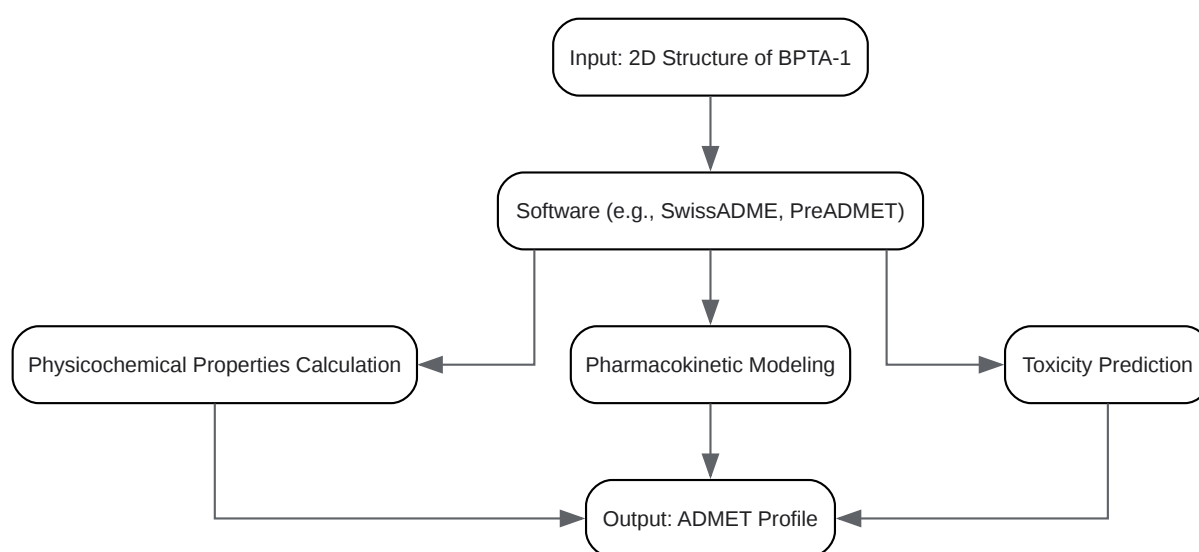 Input: 2D Structure of BPTA-1
Software (e.g., SwissADME, PreADMET)
Physicochemical Properties Calculation
Pharmacokinetic Modeling
Toxicity Prediction
Output: ADMET Profile